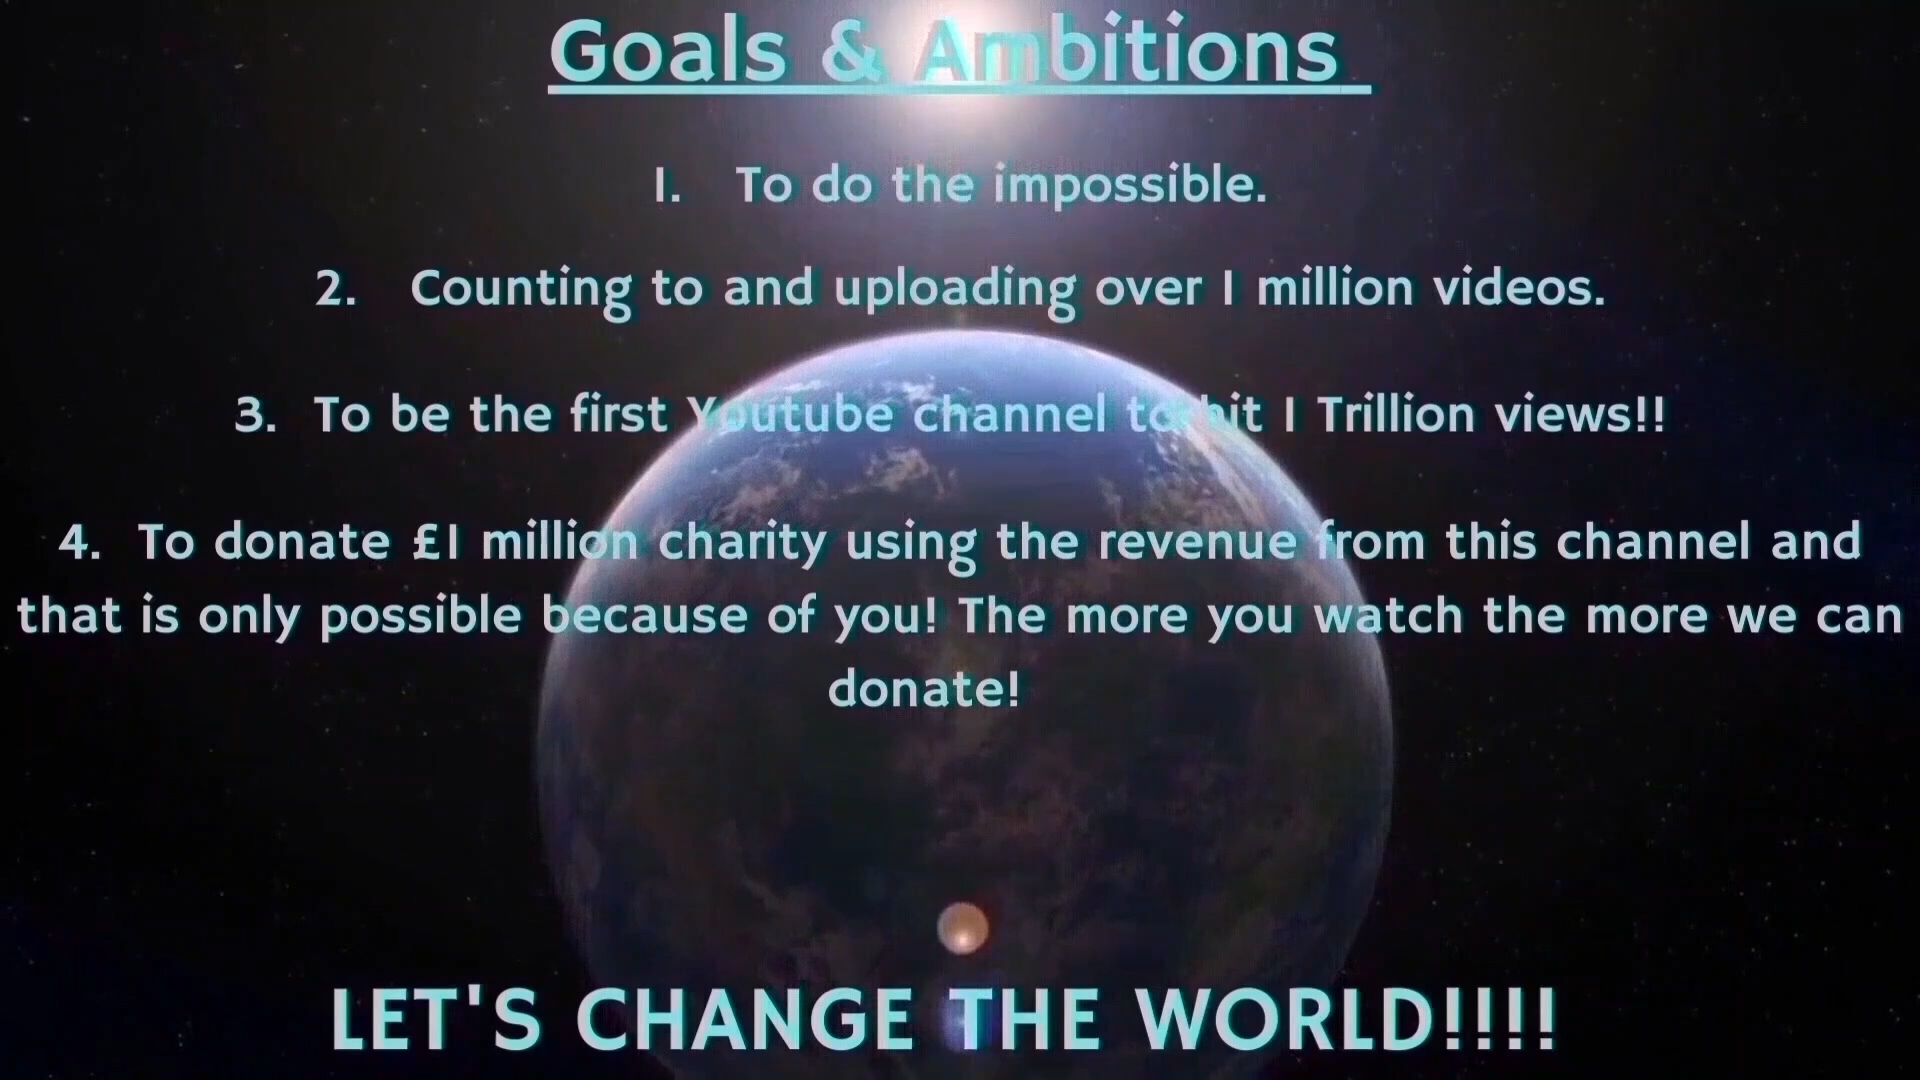 Goals & Ambitions
1. To do the impossible.
2. Counting to and uploading over 1 million videos.
3. To be the first Youtube channel to hit 1 Trillion views!!
4. To donate £1 million charity using the revenue from this channel and
that is only possible because of you! The more you watch the more we can
donate!
LET'S CHANGE THE WORLD!!!!